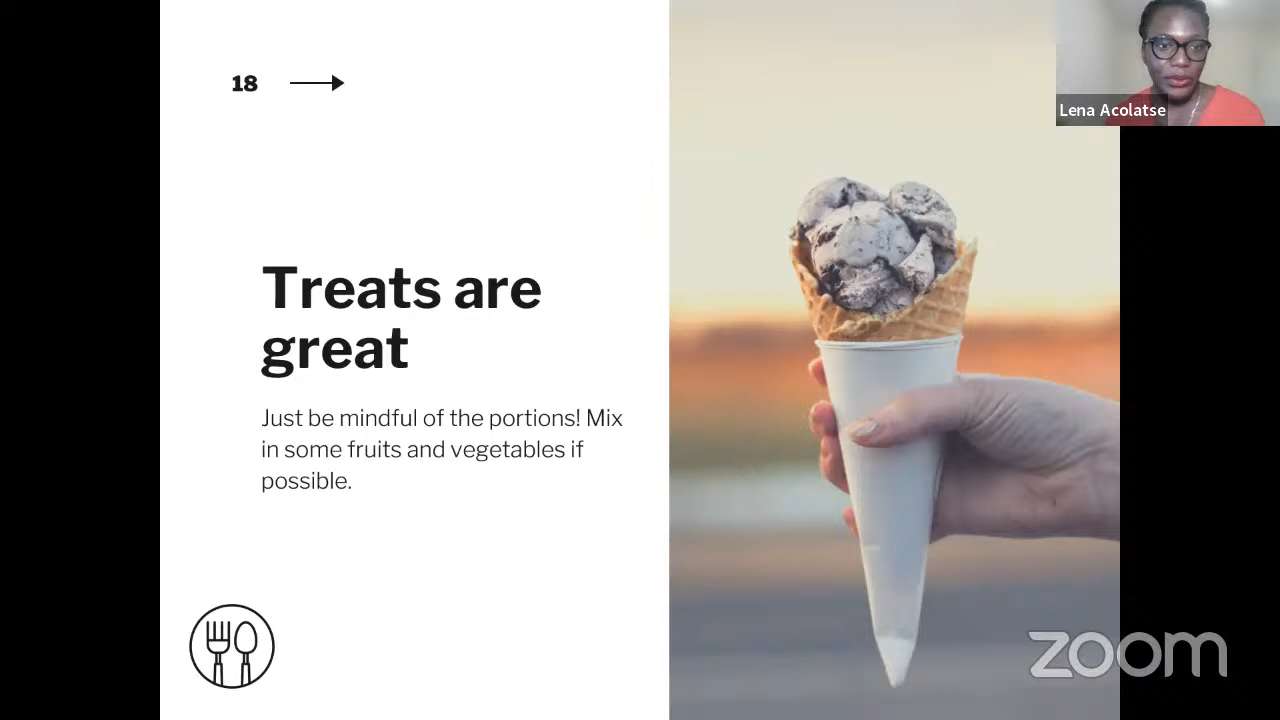 18
Lena Acolatse
Treats are
great
Just be mindful of the portions! Mix
in some fruits and vegetables if
possible.
zoom